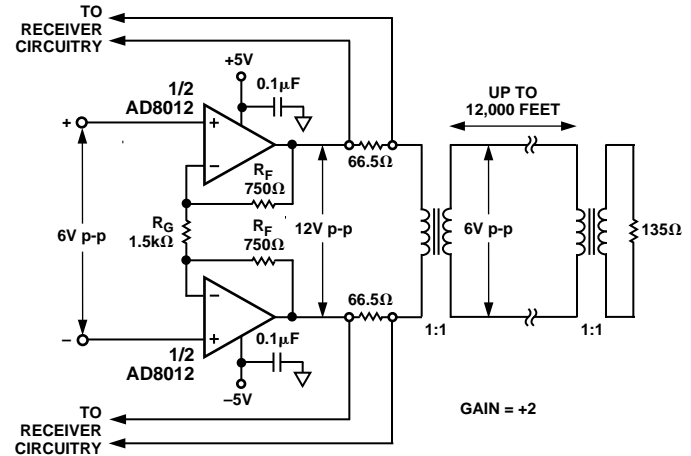 TO
RECEIVER
CIRCUITRY
+5V
1/2
AD8012
0.1µF
+
+
–
6V p-p
R_G
1.5kΩ
R_F
750Ω
R_F
750Ω
12V p-p
66.5Ω
66.5Ω
UP TO
12,000 FEET
6V p-p
135Ω
1:1
1:1
–
–
+
0.1µF
1/2
AD8012
–5V
GAIN = +2
TO
RECEIVER
CIRCUITRY